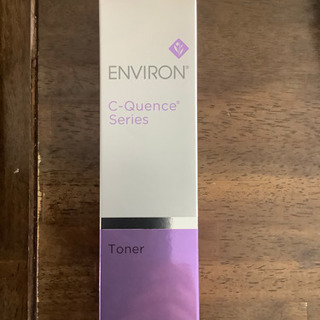 ENVIRON®
C-Quence®
Series
Toner